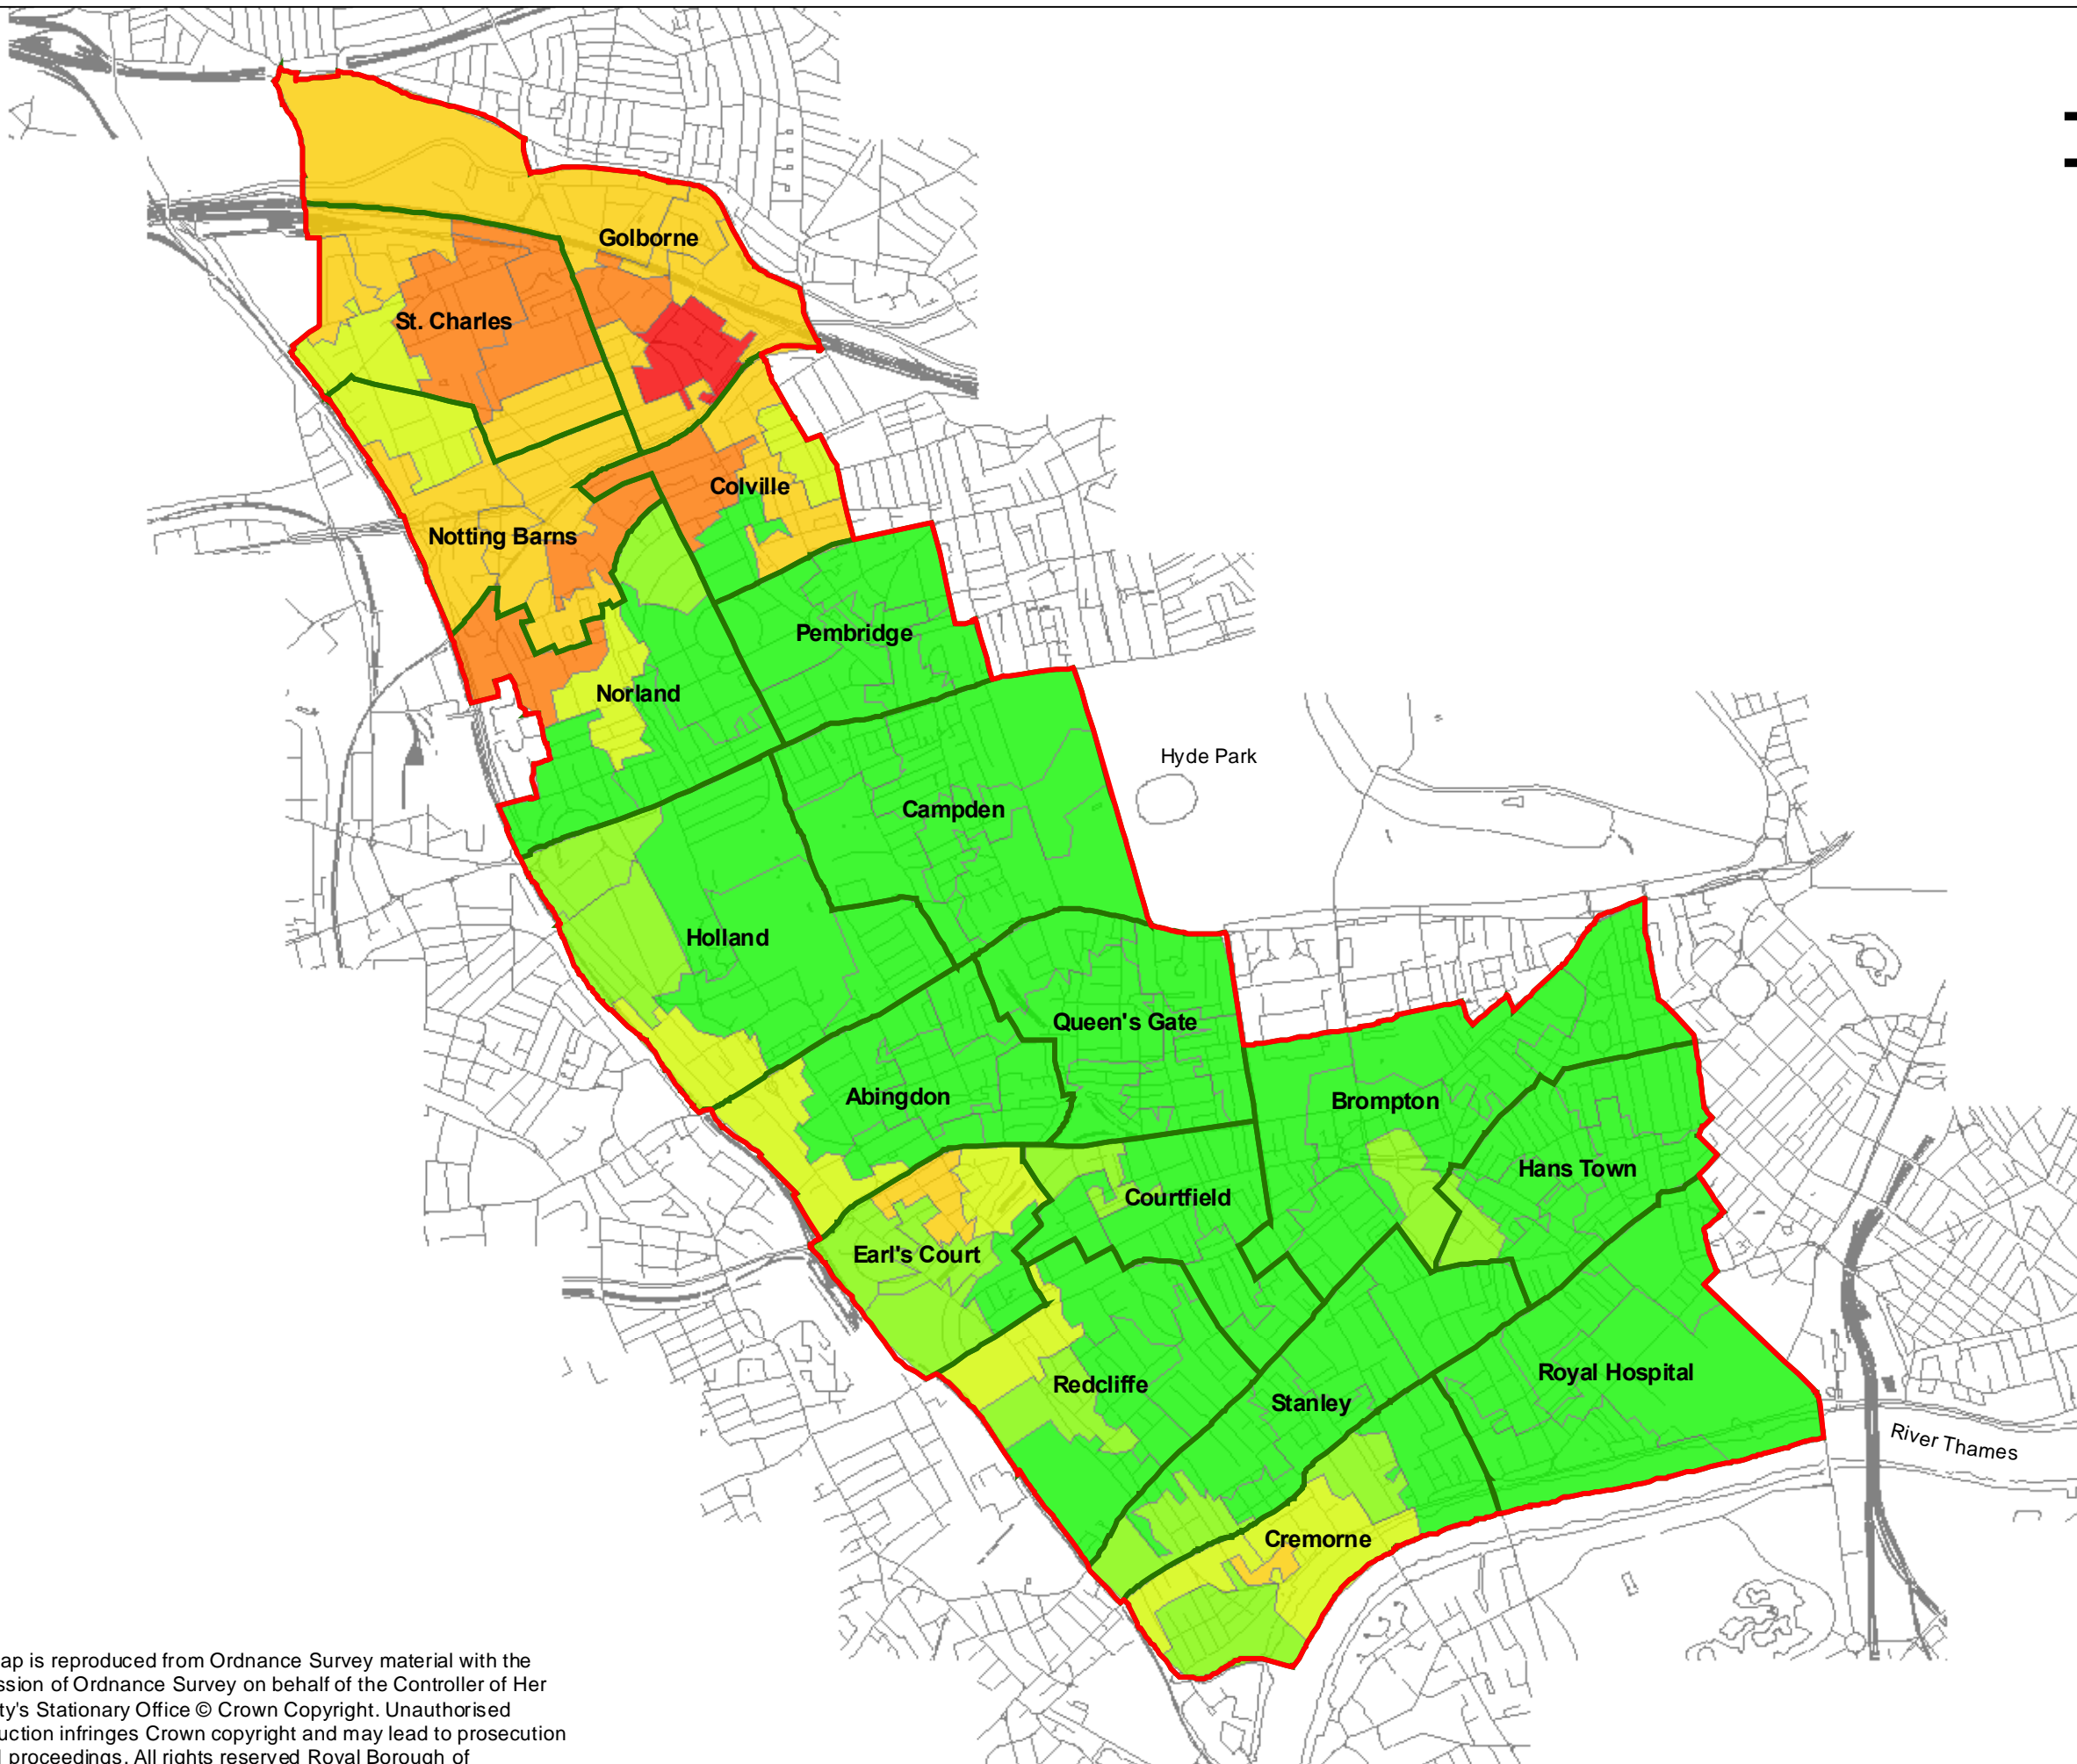 Golborne
St. Charles
Colville
Notting Barns
Pembridge
Norland
Hyde Park
Campden
Holland
Queen's Gate
Abingdon
Brompton
Hans Town
Courtfield
Earl's Court
Royal Hospital
Redcliffe
Stanley
River Thames
Cremorne
ap is reproduced from Ordnance Survey material with the
ssion of Ordnance Survey on behalf of the Controller of Her
ty's Stationary Office © Crown Copyright. Unauthorised
uction infringes Crown copyright and may lead to prosecution
l proceedings. All rights reserved Royal Borough of